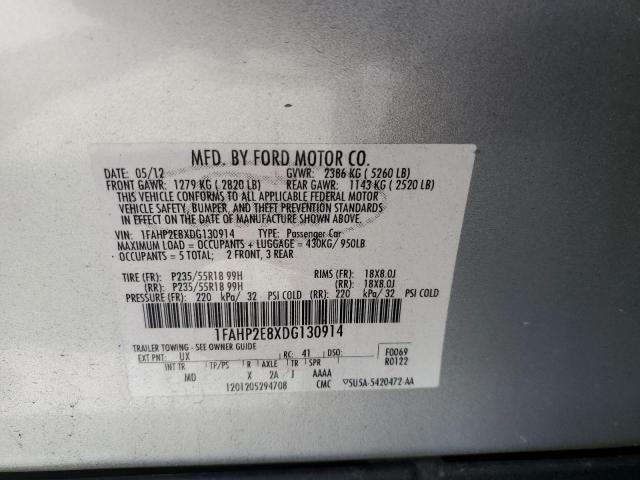 MFD. BY FORD MOTOR CO.
DATE: 05/12 GVWR: 2386 KG ( 5260 LB)
FRONT GAWR: 1279 KG ( 2820 LB) REAR GAWR: 1143 KG ( 2520 LB)
THIS VEHICLE CONFORMS TO ALL APPLICABLE FEDERAL MOTOR
VEHICLE SAFETY, BUMPER, AND THEFT PREVENTION STANDARDS
IN EFFECT ON THE DATE OF MANUFACTURE SHOWN ABOVE.
VIN: 1FAHP2E8XDG130914 TYPE: Passenger Car
MAXIMUM LOAD = OCCUPANTS + LUGGAGE = 430KG/ 950LB
OCCUPANTS = 5 TOTAL; 2 FRONT, 3 REAR
TIRE (FR): P235/55R18 99H RIMS (FR): 18X8.0J
(RR): P235/55R18 99H (RR): 18X8.0J
PRESSURE (FR): 220 kPa/ 32 PSI COLD (RR): 220 kPa/ 32 PSI COLD
1FAHP2E8XDG130914
TRAILER TOWING - SEE OWNER GUIDE
EXT PNT: UX RC: 41 DSO: F0069
INT TR TP/PS R AXLE TR SPR R0122
MD X 2A J AAAA
1201205294708 CMC ▽5U5A-5420472-AA